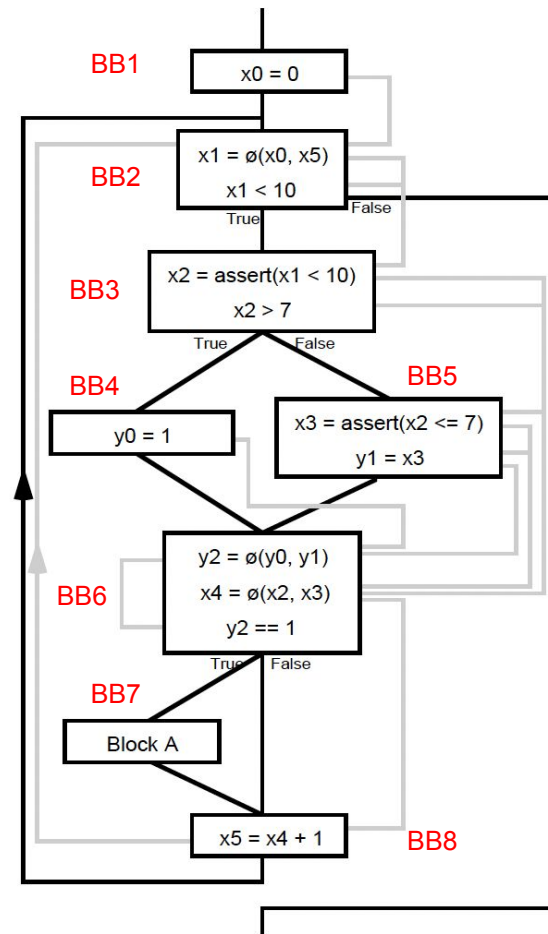 BB1
x0 = 0
BB2
x1 = ø(x0, x5)
x1 < 10
True
False
BB3
x2 = assert(x1 < 10)
x2 > 7
True
False
BB4
BB5
y0 = 1
x3 = assert(x2 <= 7)
y1 = x3
BB6
y2 = ø(y0, y1)
x4 = ø(x2, x3)
y2 == 1
True
False
BB7
Block A
x5 = x4 + 1
BB8